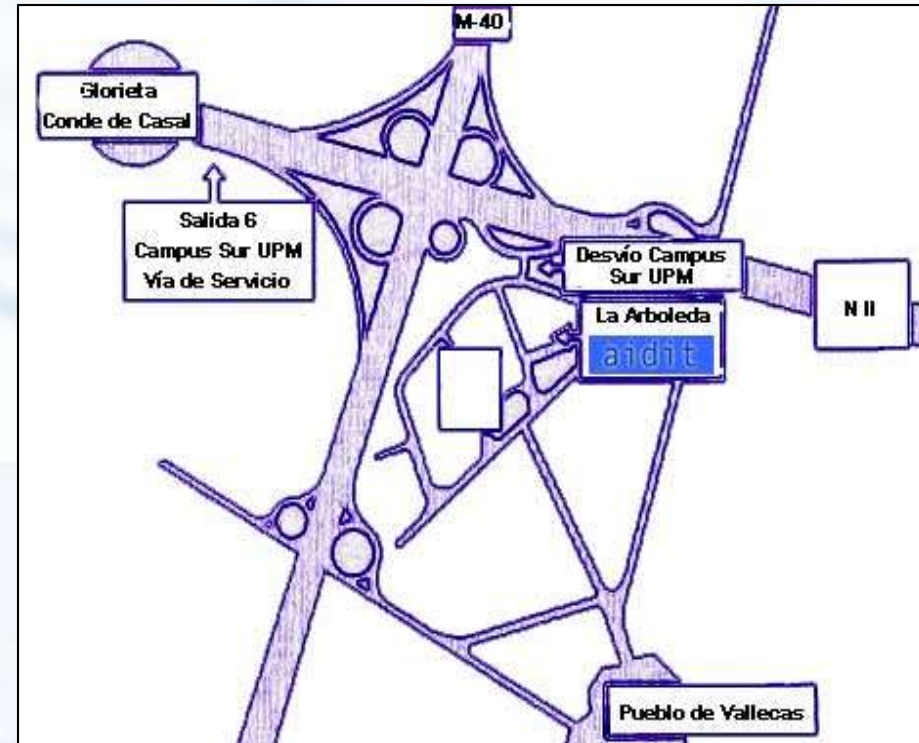 M-40
Glorieta
Conde de Casal
Salida 6
Campus Sur UPM
Vía de Servicio
Desvío Campus
Sur UPM
N II
La Arboleda
aidit
Pueblo de Vallecas